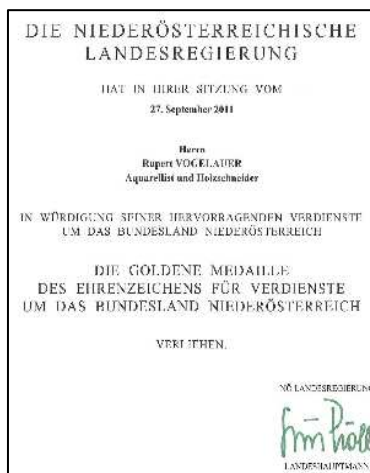 DIE NIEDERÖSTERREICHISCHE
LANDESREGIERUNG
HAT IN IHRER SITZUNG VOM
27. September 2011
Herrn
Rupert VOGELAUER
Aquarellist und Holzschneider
IN WÜRDIGUNG SEINER HERVORRAGENDEN VERDIENSTE
UM DAS BUNDESLAND NIEDERÖSTERREICH
DIE GOLDENE MEDAILLE
DES EHRENZEICHENS FÜR VERDIENSTE
UM DAS BUNDESLAND NIEDERÖSTERREICH
VERLIEHEN.
NÖ LANDESREGIERUNG
LANDESHAUPTMANN